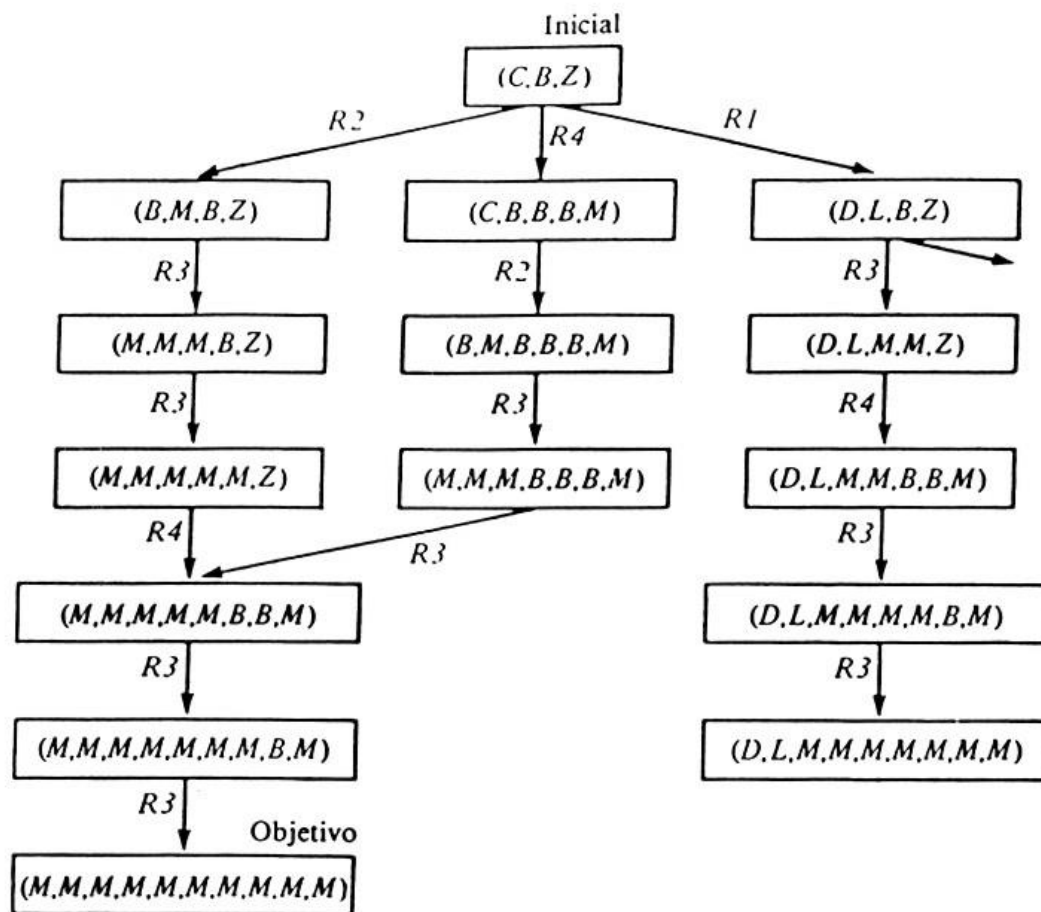 Inicial
(C,B,Z)
R2 R4 R1
(B,M,B,Z) (C,B,B,B,M) (D,L,B,Z)
R3 R2 R3
(M,M,M,B,Z) (B,M,B,B,B,M) (D,L,M,M,Z)
R3 R3 R4
(M,M,M,M,M,Z) (M,M,M,B,B,B,M) (D,L,M,M,B,B,M)
R4 R3 R3
(M,M,M,M,M,B,B,M) (D,L,M,M,M,M,B,M)
R3 R3
(M,M,M,M,M,M,M,B,M) (D,L,M,M,M,M,M,M,M)
R3
Objetivo
(M,M,M,M,M,M,M,M,M,M)